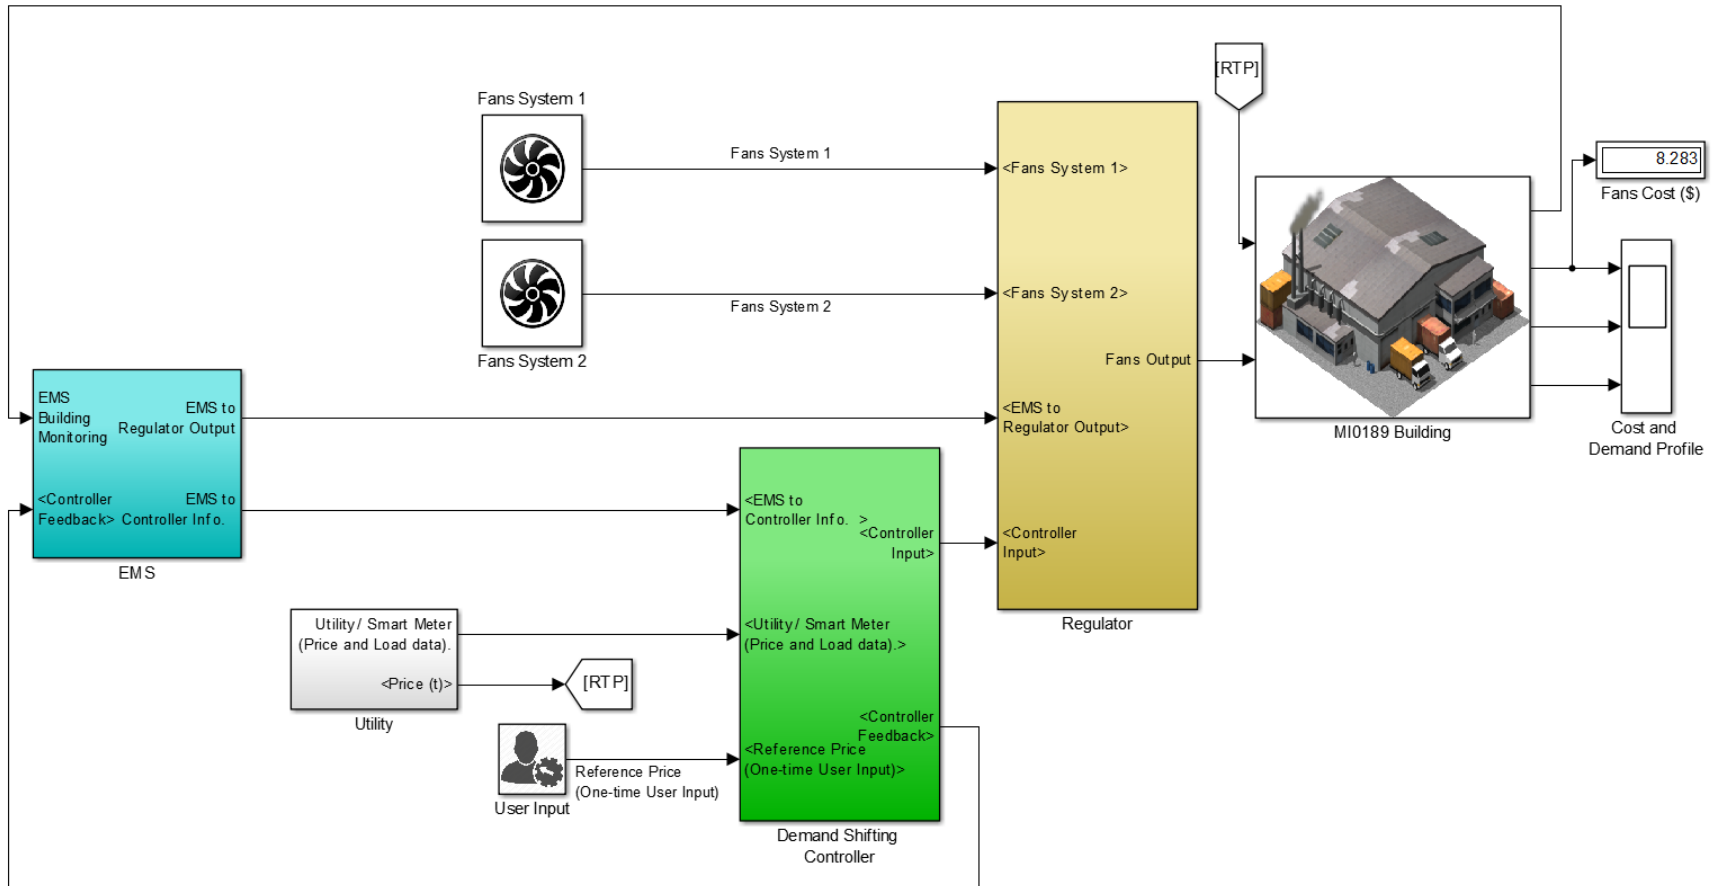 [RTP]
Fans System 1
Fans System 1
<Fans System 1>
8.283
Fans Cost ($)
Fans System 2
<Fans System 2>
Fans System 2
Fans Output
MI0189 Building
Cost and
Demand Profile
EMS
Building
Monitoring
EMS to
Regulator Output
<Controller
Feedback>
EMS to
Controller Info.
EMS
<EMS to
Regulator Output>
<Controller
Input>
Regulator
<EMS to
Controller Info. >
<Controller
Input>
<Utility/ Smart Meter
(Price and Load data).>
<Controller
Feedback>
<Reference Price
(One-time User Input)>
Demand Shifting
Controller
Utility/ Smart Meter
(Price and Load data).
<Price (t)>
Utility
[RTP]
User Input
Reference Price
(One-time User Input)